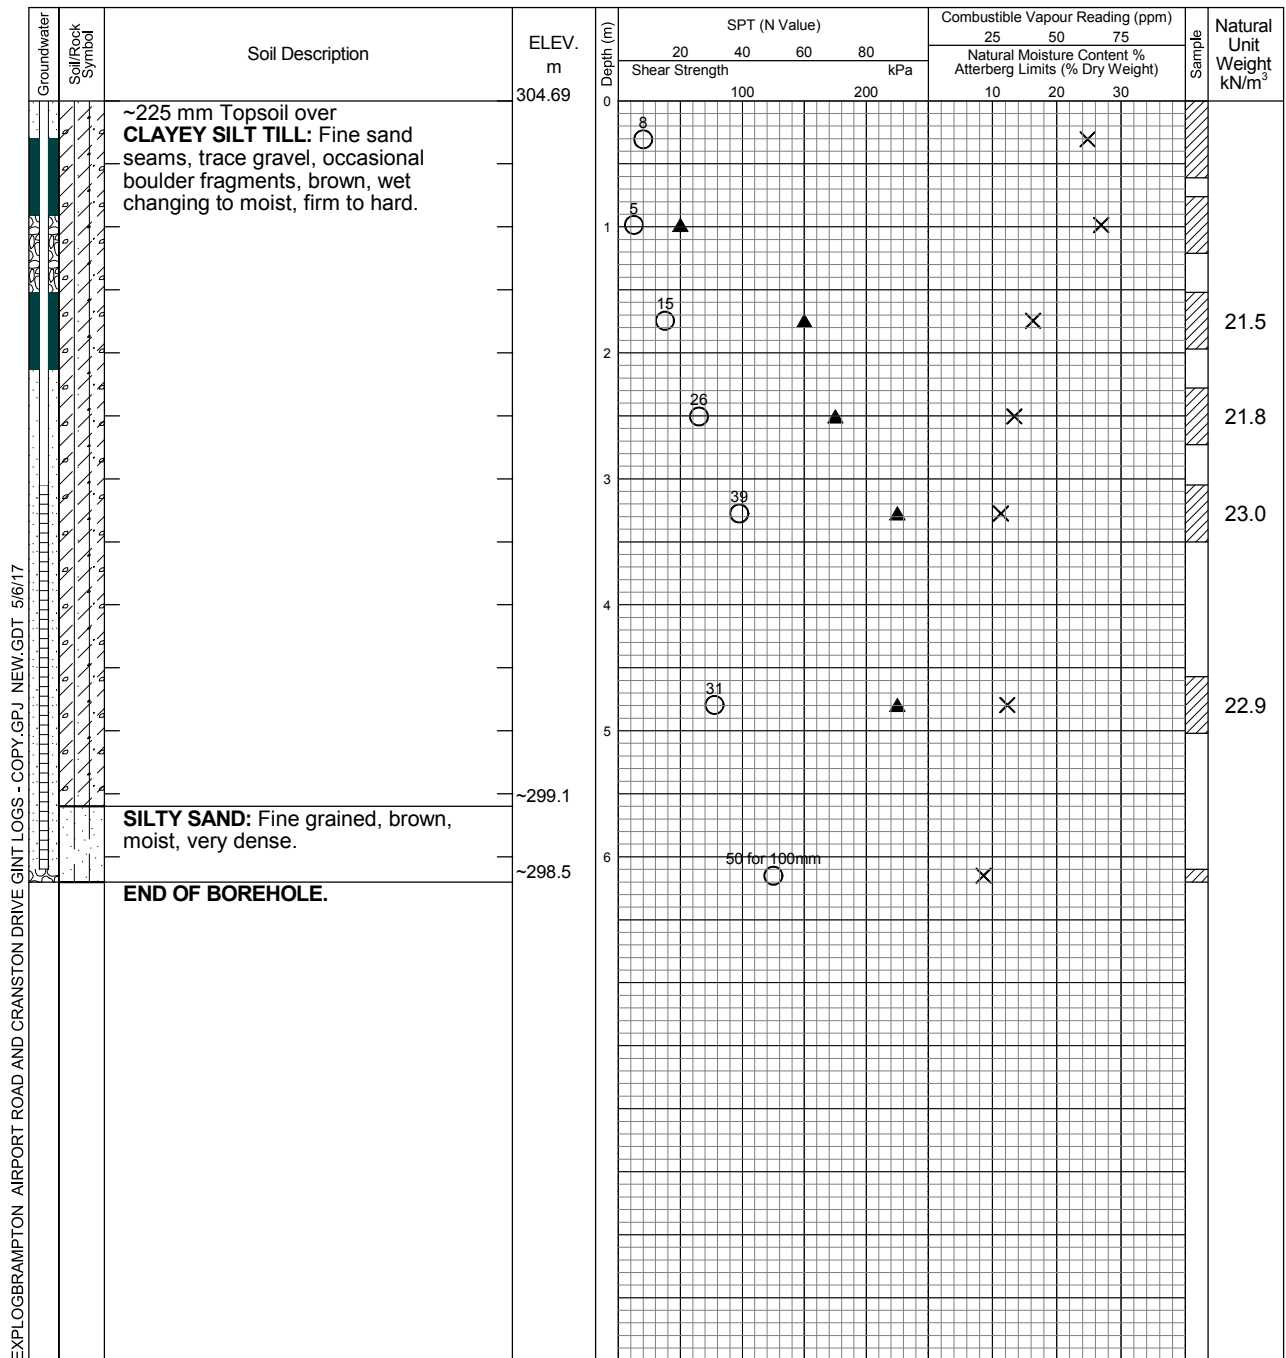 Groundwater
Soil/Rock
Symbol
Soil Description
ELEV.
m
304.69
Depth (m)
SPT (N Value)
20 40 60 80
Shear Strength kPa
100 200
Combustible Vapour Reading (ppm)
25 50 75
Natural Moisture Content %
Atterberg Limits (% Dry Weight)
10 20 30
Sample
Natural
Unit
Weight
kN/m³
0
~225 mm Topsoil over
CLAYEY SILT TILL: Fine sand
seams, trace gravel, occasional
boulder fragments, brown, wet
changing to moist, firm to hard.
8
5
1
15
21.5
2
26
21.8
3
39
23.0
4
31
22.9
5
~299.1
SILTY SAND: Fine grained, brown,
moist, very dense.
6
50 for 100mm
~298.5
END OF BOREHOLE.
7
8
9
EXPLOGBRAMPTON AIRPORT ROAD AND CRANSTON DRIVE GINT LOGS - COPY.GPJ NEW.GDT 5/6/17